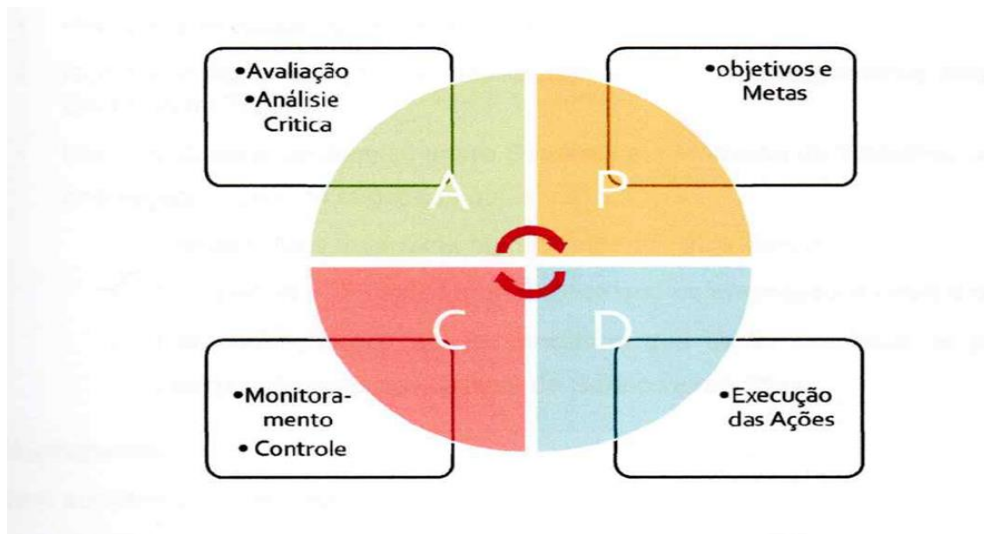 •Avaliação
•Análisie
Critica
•objetivos e
Metas
A
P
C
D
•Monitora-
mento
• Controle
•Execução
das Ações